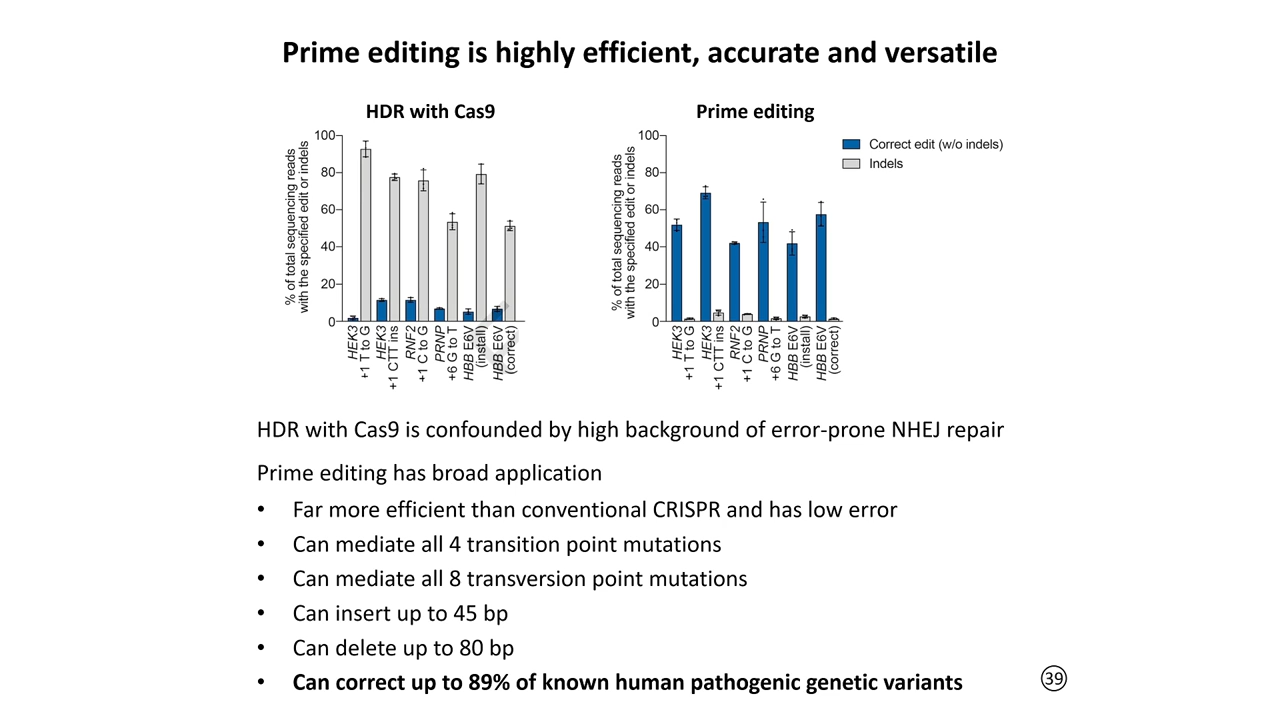 Prime editing is highly efficient, accurate and versatile
HDR with Cas9
% of total sequencing reads
with the specified edit or indels
100
80
60
40
20
0
HEK3
+1 T to G
HEK3
+1 CTT ins
RNF2
+1 C to G
PRNP
+6 G to T
HBB E6V
(install)
HBB E6V
(correct)
Prime editing
% of total sequencing reads
with the specified edit or indels
100
80
60
40
20
0
HEK3
+1 T to G
HEK3
+1 CTT ins
RNF2
+1 C to G
PRNP
+6 G to T
HBB E6V
(install)
HBB E6V
(correct)
Correct edit (w/o indels)
Indels
HDR with Cas9 is confounded by high background of error-prone NHEJ repair
Prime editing has broad application
• Far more efficient than conventional CRISPR and has low error
• Can mediate all 4 transition point mutations
• Can mediate all 8 transversion point mutations
• Can insert up to 45 bp
• Can delete up to 80 bp
• Can correct up to 89% of known human pathogenic genetic variants
39